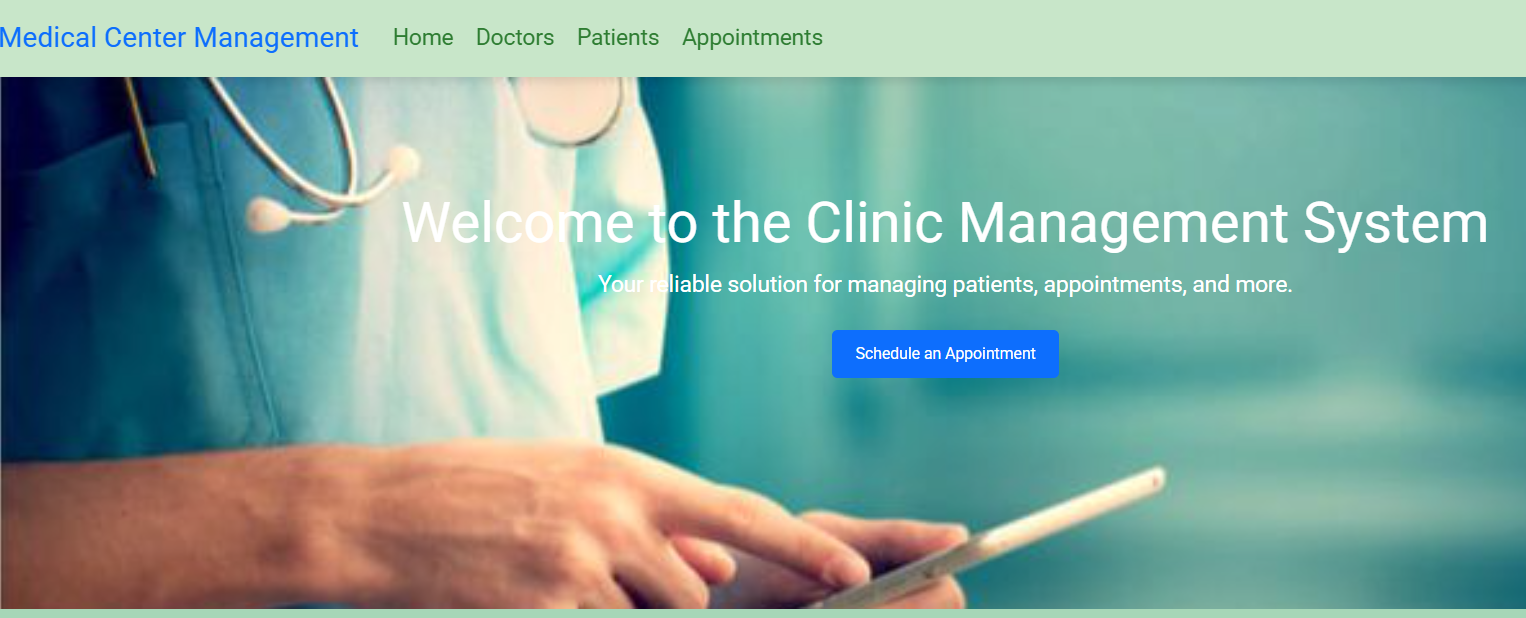 Medical Center Management Home Doctors Patients Appointments
Welcome to the Clinic Management System
Your reliable solution for managing patients, appointments, and more.
Schedule an Appointment